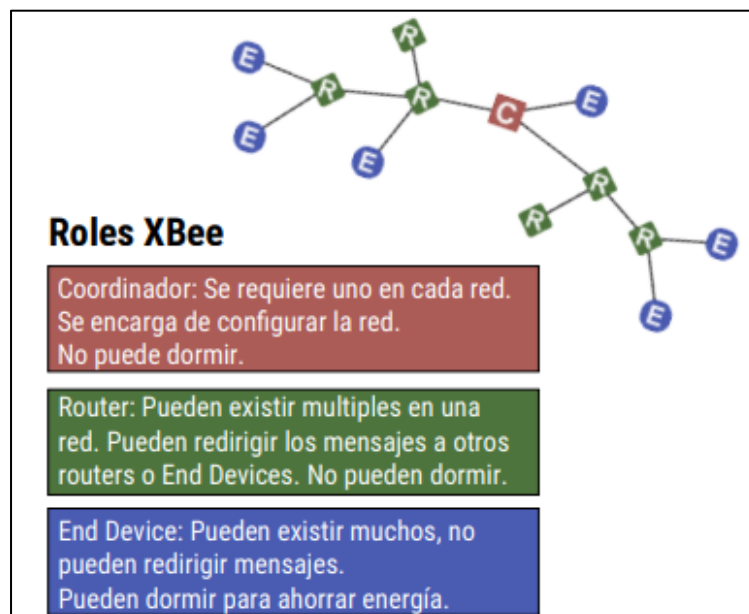 R
E
R
R
C
E
E
E
R
R
R
E
E
Roles XBee
Coordinador: Se requiere uno en cada red.
Se encarga de configurar la red.
No puede dormir.
Router: Pueden existir multiples en una
red. Pueden redirigir los mensajes a otros
routers o End Devices. No pueden dormir.
End Device: Pueden existir muchos, no
pueden redirigir mensajes.
Pueden dormir para ahorrar energía.